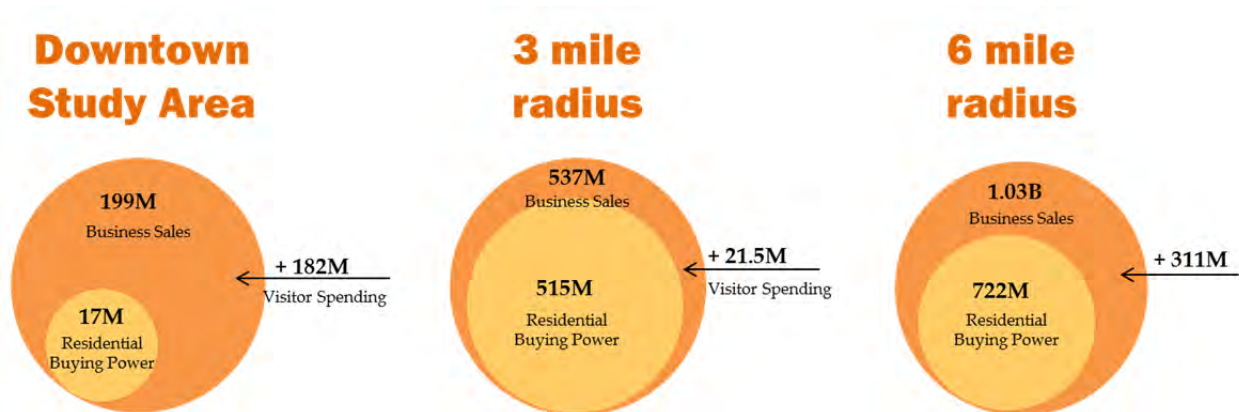 Downtown
Study Area
199M
Business Sales
+ 182M
Visitor Spending
17M
Residential
Buying Power
3 mile
radius
537M
Business Sales
+ 21.5M
Visitor Spending
515M
Residential
Buying Power
6 mile
radius
1.03B
Business Sales
+ 311M
722M
Residential
Buying Power